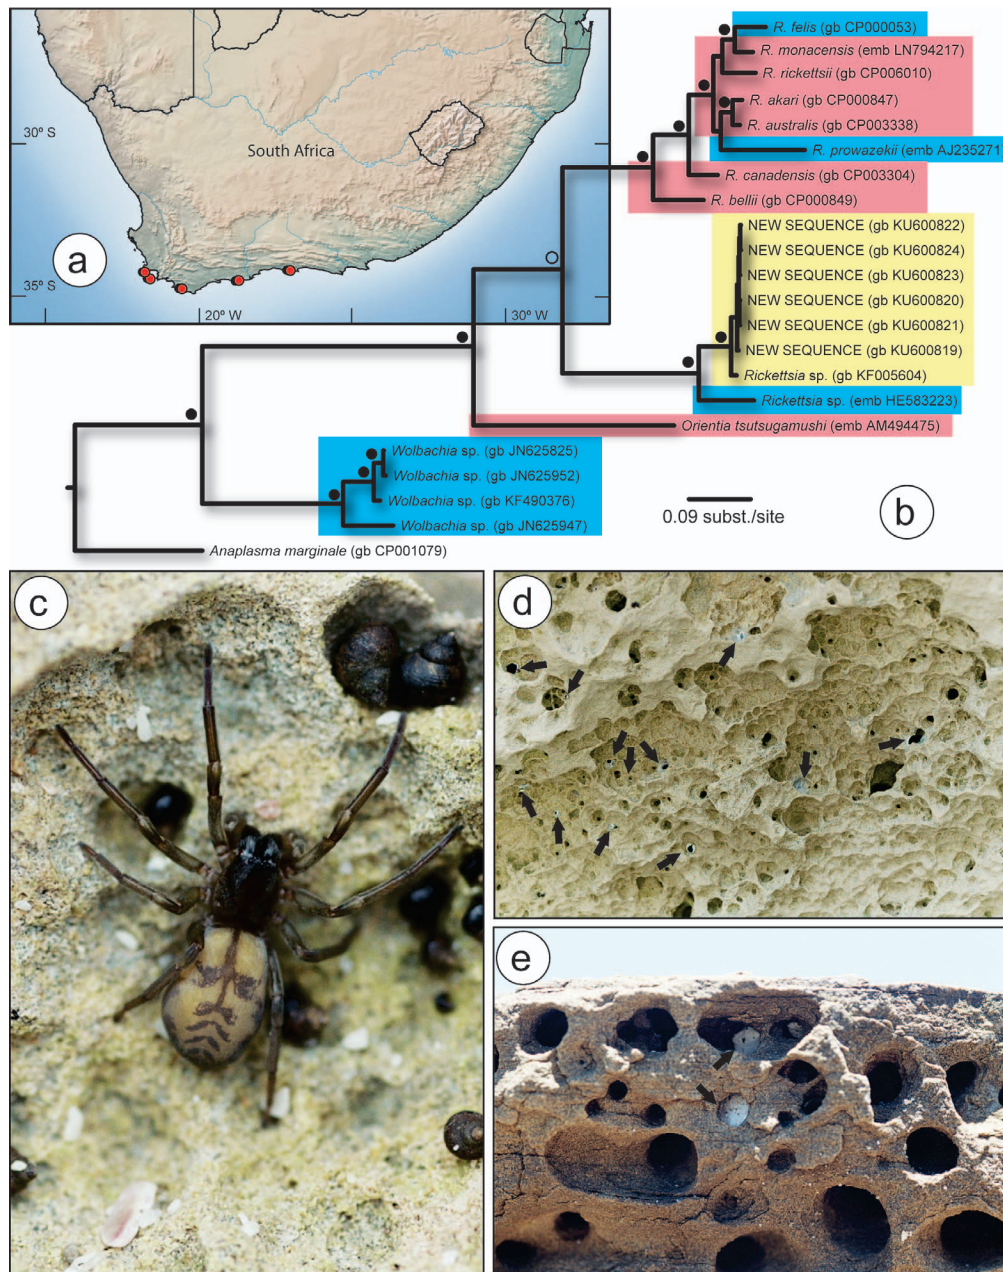 a
30º S
35º S
South Africa
20º W
30º W
R. felis (gb CP000053)
R. monacensis (emb LN794217)
R. rickettsii (gb CP006010)
R. akari (gb CP000847)
R. australis (gb CP003338)
R. prowazekii (emb AJ235271)
R. canadensis (gb CP003304)
R. bellii (gb CP000849)
NEW SEQUENCE (gb KU600822)
NEW SEQUENCE (gb KU600824)
NEW SEQUENCE (gb KU600823)
NEW SEQUENCE (gb KU600820)
NEW SEQUENCE (gb KU600821)
NEW SEQUENCE (gb KU600819)
Rickettsia sp. (gb KF005604)
Rickettsia sp. (emb HE583223)
Orientia tsutsugamushi (emb AM494475)
Wolbachia sp. (gb JN625825)
Wolbachia sp. (gb JN625952)
Wolbachia sp. (gb KF490376)
Wolbachia sp. (gb JN625947)
Anaplasma marginale (gb CP001079)
0.09 subst./site
b
c
d
e